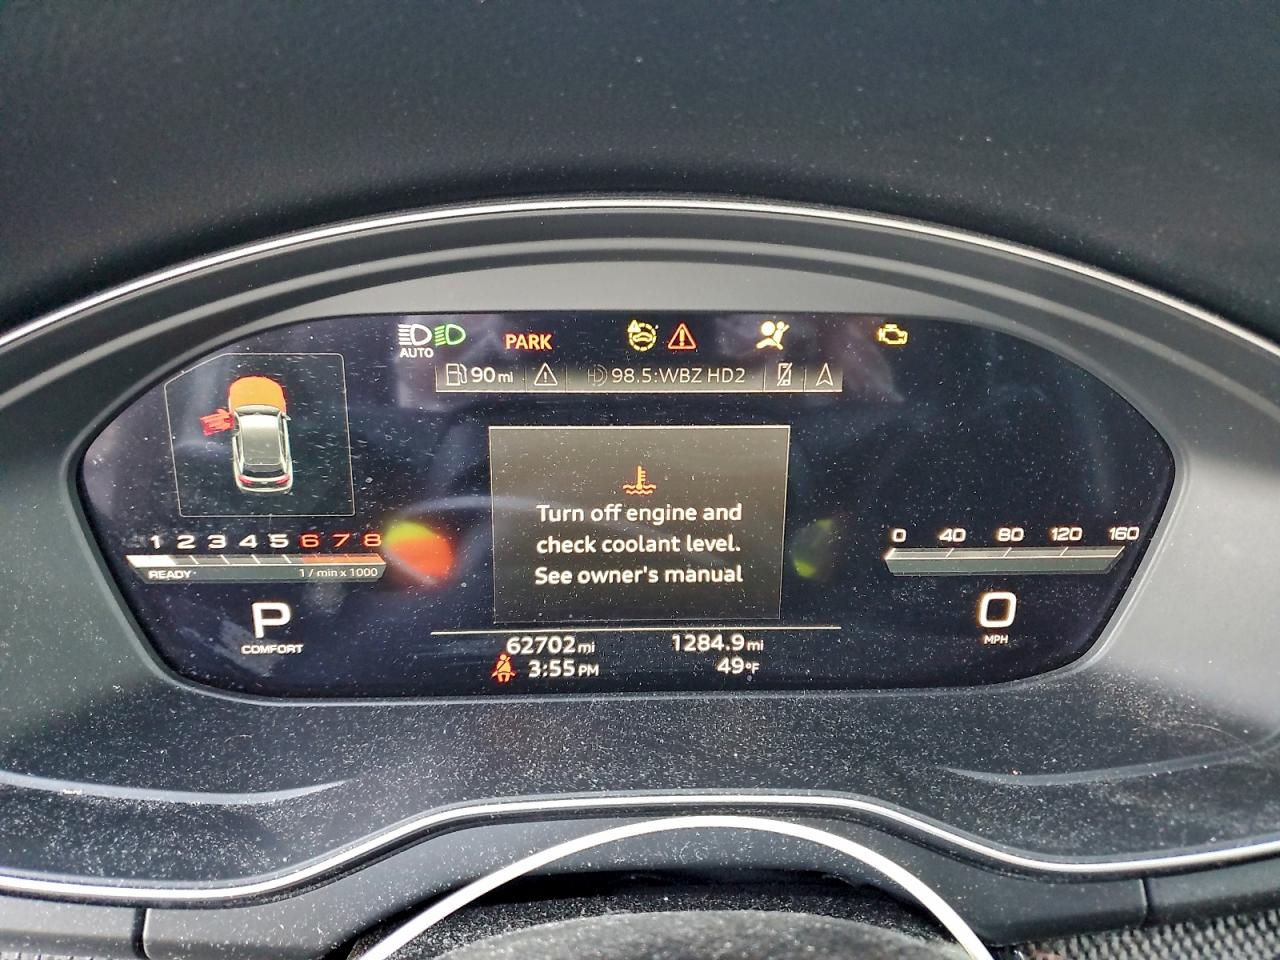 AUTO
PARK
90 mi
98.5:WBZ HD2
Turn off engine and
check coolant level.
See owner's manual
1 2 3 4 5 6 7 8
READY
1 / min x 1000
0 40 80 120 160
P
COMFORT
0
MPH
62702 mi
1284.9 mi
3:55 PM
49°F